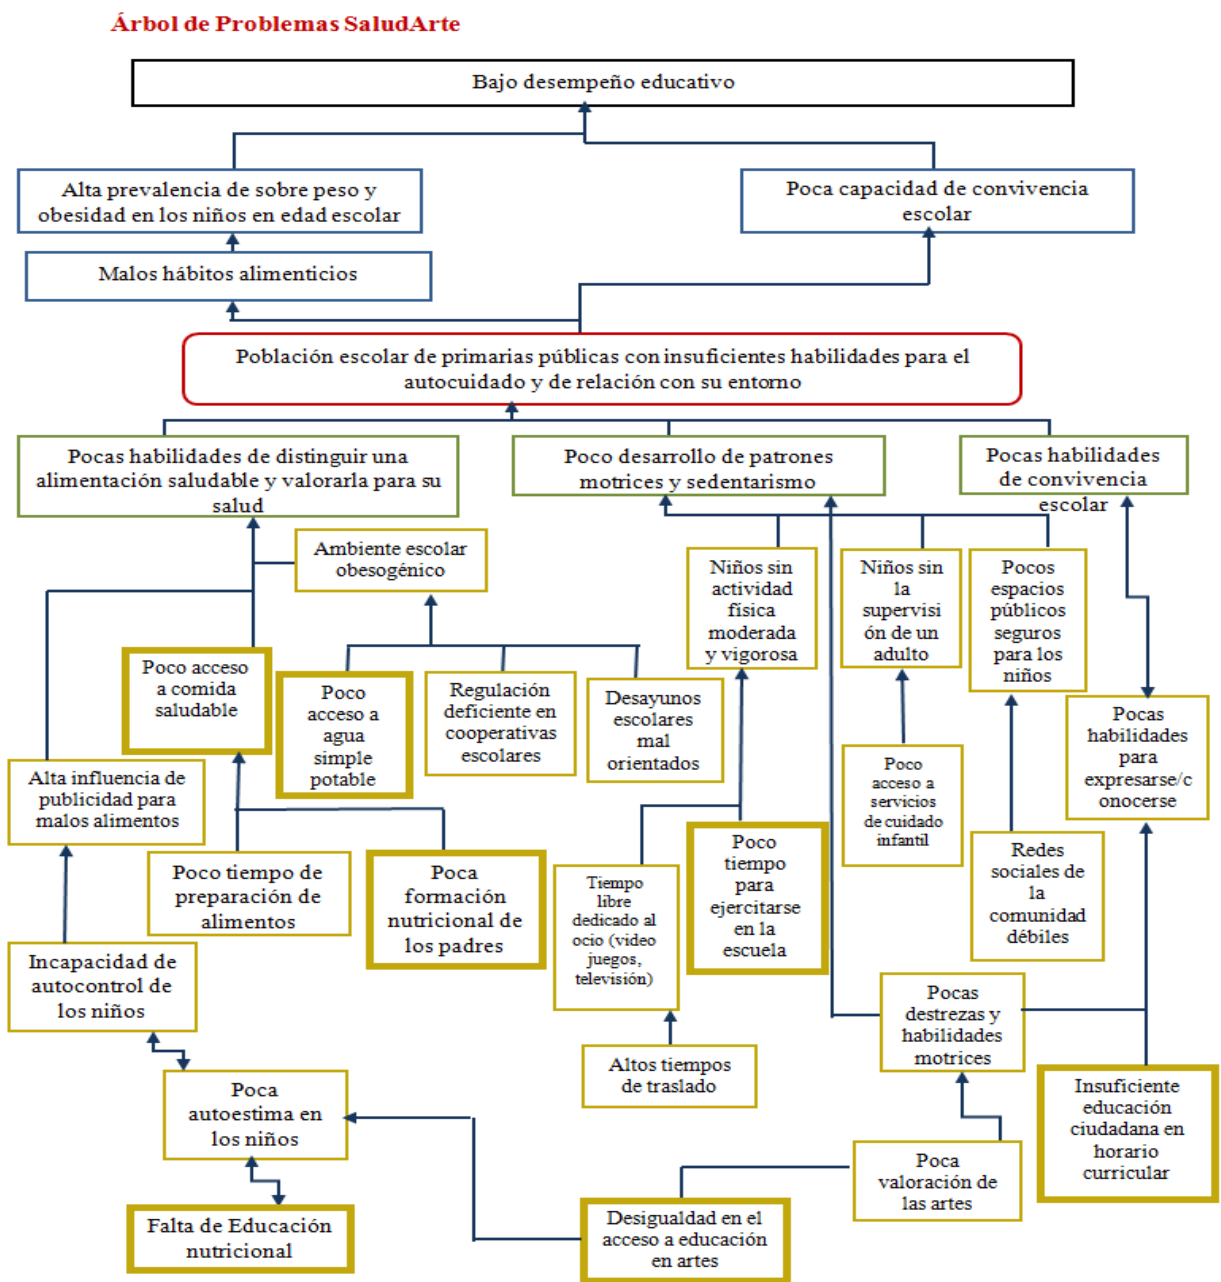 Árbol de Problemas SaludArte
Bajo desempeño educativo
Alta prevalencia de sobre peso y
obesidad en los niños en edad escolar
Poca capacidad de convivencia
escolar
Malos hábitos alimenticios
Población escolar de primarias públicas con insuficientes habilidades para el
autocuidado y de relación con su entorno
Pocas habilidades de distinguir una
alimentación saludable y valorarla para su
salud
Poco desarrollo de patrones
motrices y sedentarismo
Pocas habilidades
de convivencia
escolar
Ambiente escolar
obesogénico
Niños sin
actividad
física
moderada
y vigorosa
Niños sin
la
supervisi
ón de un
adulto
Pocos
espacios
públicos
seguros
para los
niños
Poco acceso
a comida
saludable
Poco
acceso a
agua
simple
potable
Regulación
deficiente en
cooperativas
escolares
Desayunos
escolares
mal
orientados
Pocas
habilidades
para
expresarse/c
onocerse
Alta influencia de
publicidad para
malos alimentos
Poco
acceso a
servicios
de cuidado
infantil
Poco tiempo de
preparación de
alimentos
Poca
formación
nutricional de
los padres
Tiempo
libre
dedicado al
ocio (video
juegos,
televisión)
Poco
tiempo
para
ejercitarse
en la
escuela
Redes
sociales de
la
comunidad
débiles
Incapacidad de
autocontrol de
los niños
Pocas
destrezas y
habilidades
motrices
Altos tiempos
de traslado
Poca
autoestima en
los niños
Insuficiente
educación
ciudadana en
horario
curricular
Poca
valoración de
las artes
Falta de Educación
nutricional
Desigualdad en el
acceso a educación
en artes